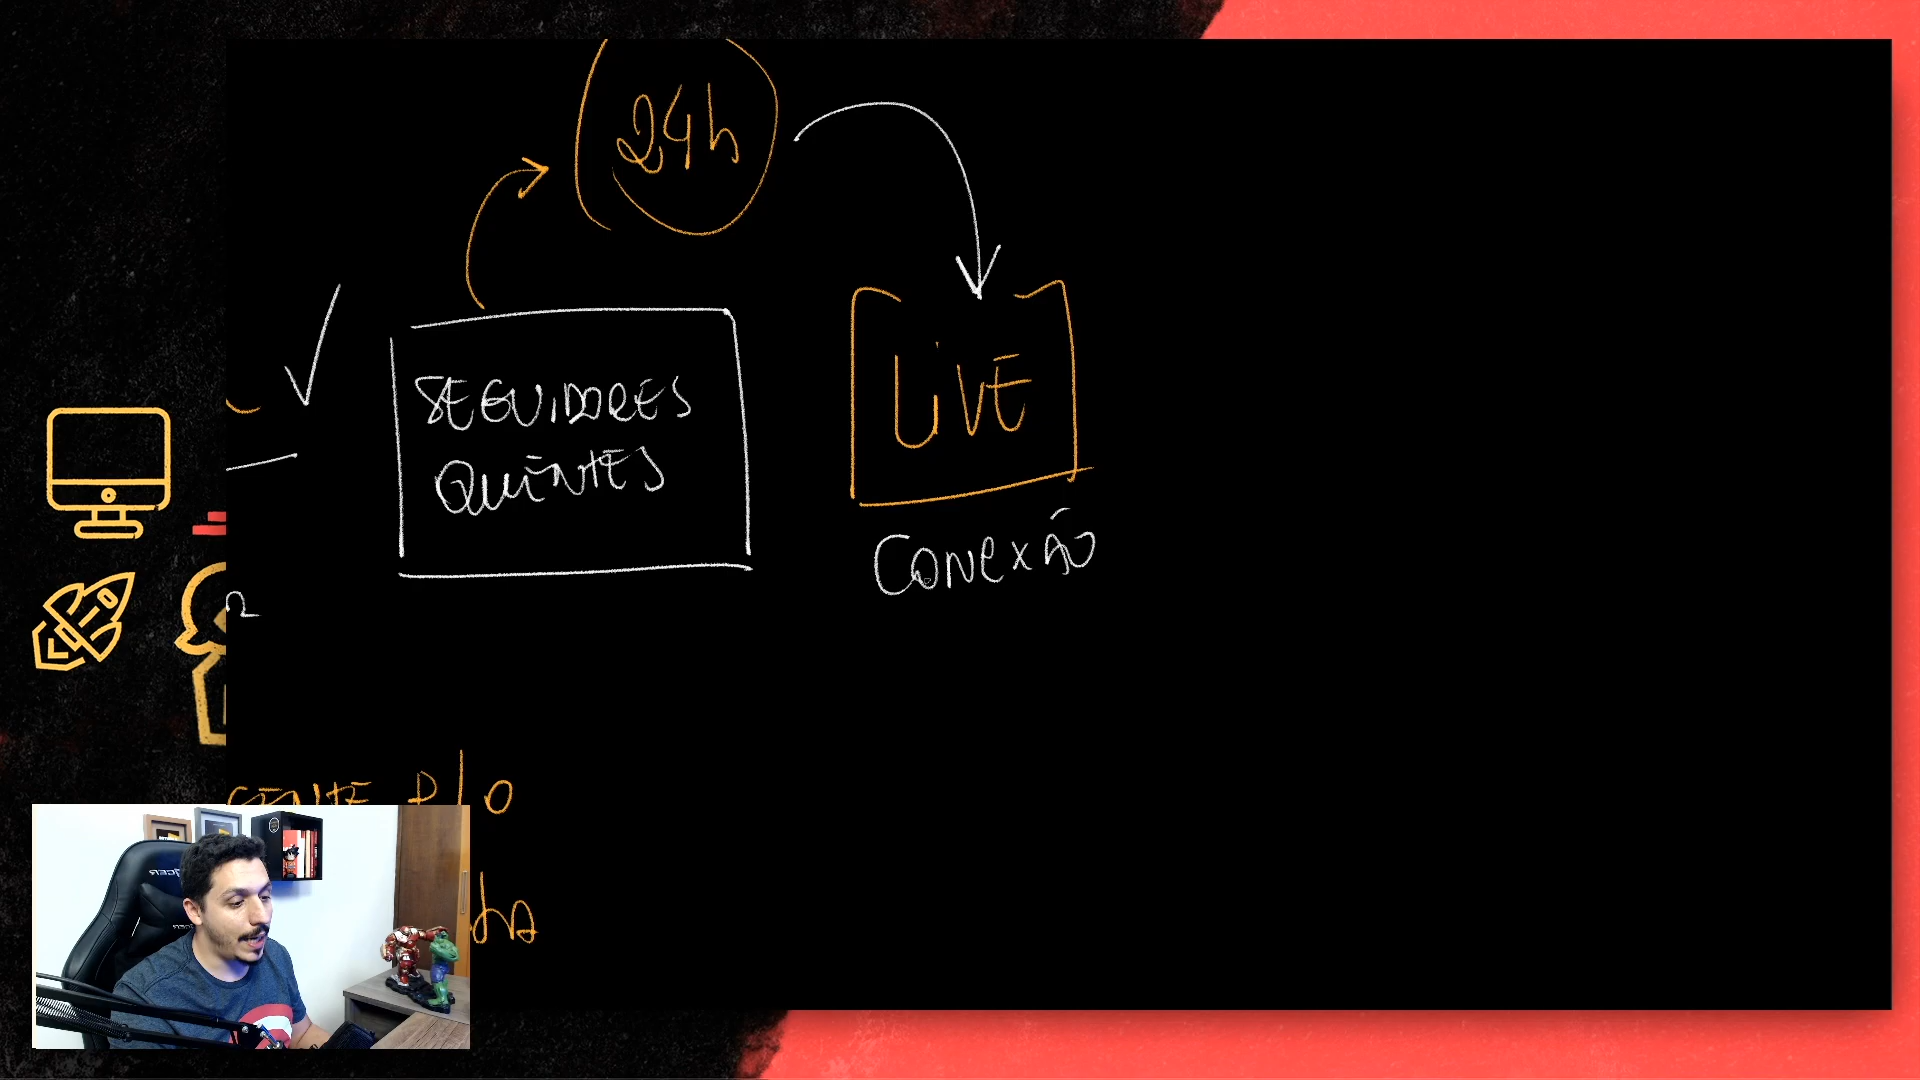 24h
SEGUIDORES
QUENTES
LiVE
CONEXÃO
P/O